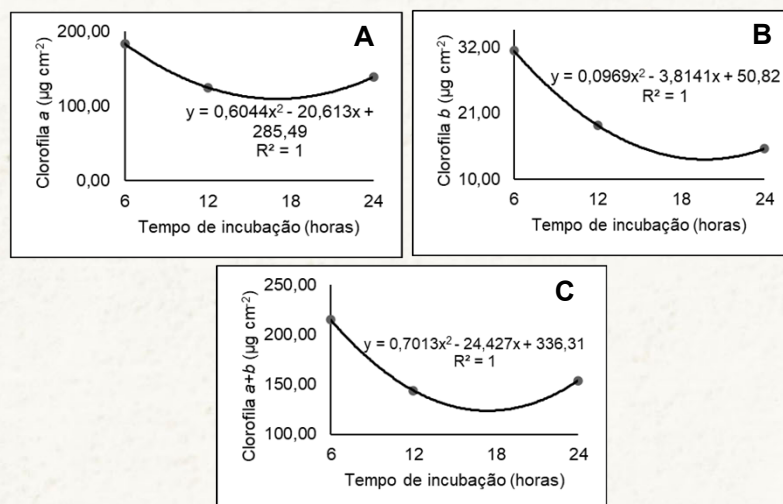 A
Clorofila a (µg cm-2)
200,00
100,00
0,00
y = 0,6044x² - 20,613x +
285,49
R² = 1
6 12 18 24
Tempo de incubação (horas)
B
Clorofila b (µg cm-2)
32,00
21,00
10,00
y = 0,0969x² - 3,8141x + 50,82
R² = 1
6 12 18 24
Tempo de incubação (horas)
C
Clorofila a+b (µg cm-2)
250,00
200,00
150,00
100,00
y = 0,7013x² - 24,427x + 336,31
R² = 1
6 12 18 24
Tempo de incubação (horas)